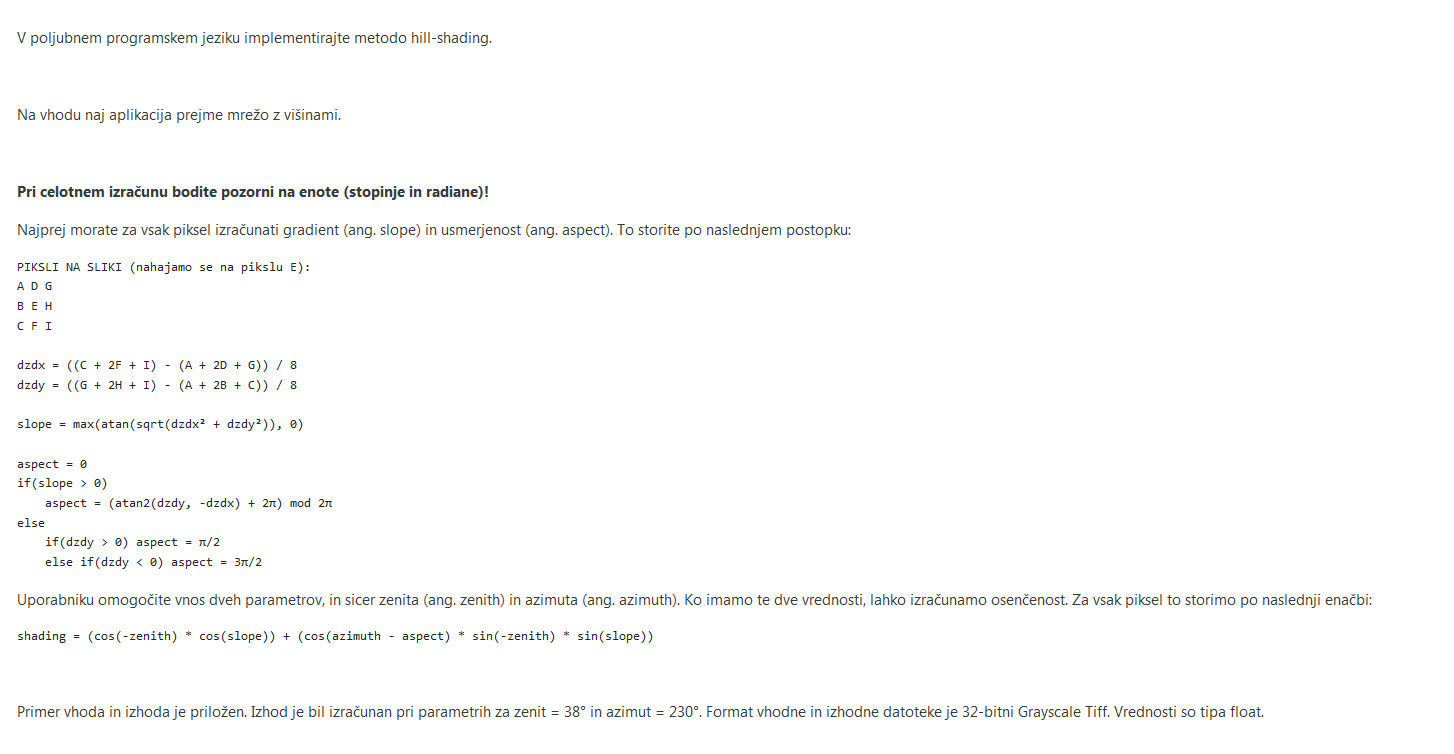 V poljubnem programskem jeziku implementirajte metodo hill-shading.
Na vhodu naj aplikacija prejme mrežo z višinami.
Pri celotnem izračunu bodite pozorni na enote (stopinje in radiane)!
Najprej morate za vsak piksel izračunati gradient (ang. slope) in usmerjenost (ang. aspect). To storite po naslednjem postopku:
PIKSLI NA SLIKI (nahajamo se na pikslu E):
A D G
B E H
C F I
dzdx = ((C + 2F + I) - (A + 2D + G)) / 8
dzdy = ((G + 2H + I) - (A + 2B + C)) / 8
slope = max(atan(sqrt(dzdx² + dzdy²)), 0)
aspect = 0
if(slope > 0)
    aspect = (atan2(dzdy, -dzdx) + 2π) mod 2π
else
    if(dzdy > 0) aspect = π/2
    else if(dzdy < 0) aspect = 3π/2
Uporabniku omogočite vnos dveh parametrov, in sicer zenita (ang. zenith) in azimuta (ang. azimuth). Ko imamo te dve vrednosti, lahko izračunamo osenčenost. Za vsak piksel to storimo po naslednji enačbi:
shading = (cos(-zenith) * cos(slope)) + (cos(azimuth - aspect) * sin(-zenith) * sin(slope))
Primer vhoda in izhoda je priložen. Izhod je bil izračunan pri parametrih za zenit = 38° in azimut = 230°. Format vhodne in izhodne datoteke je 32-bitni Grayscale Tiff. Vrednosti so tipa float.